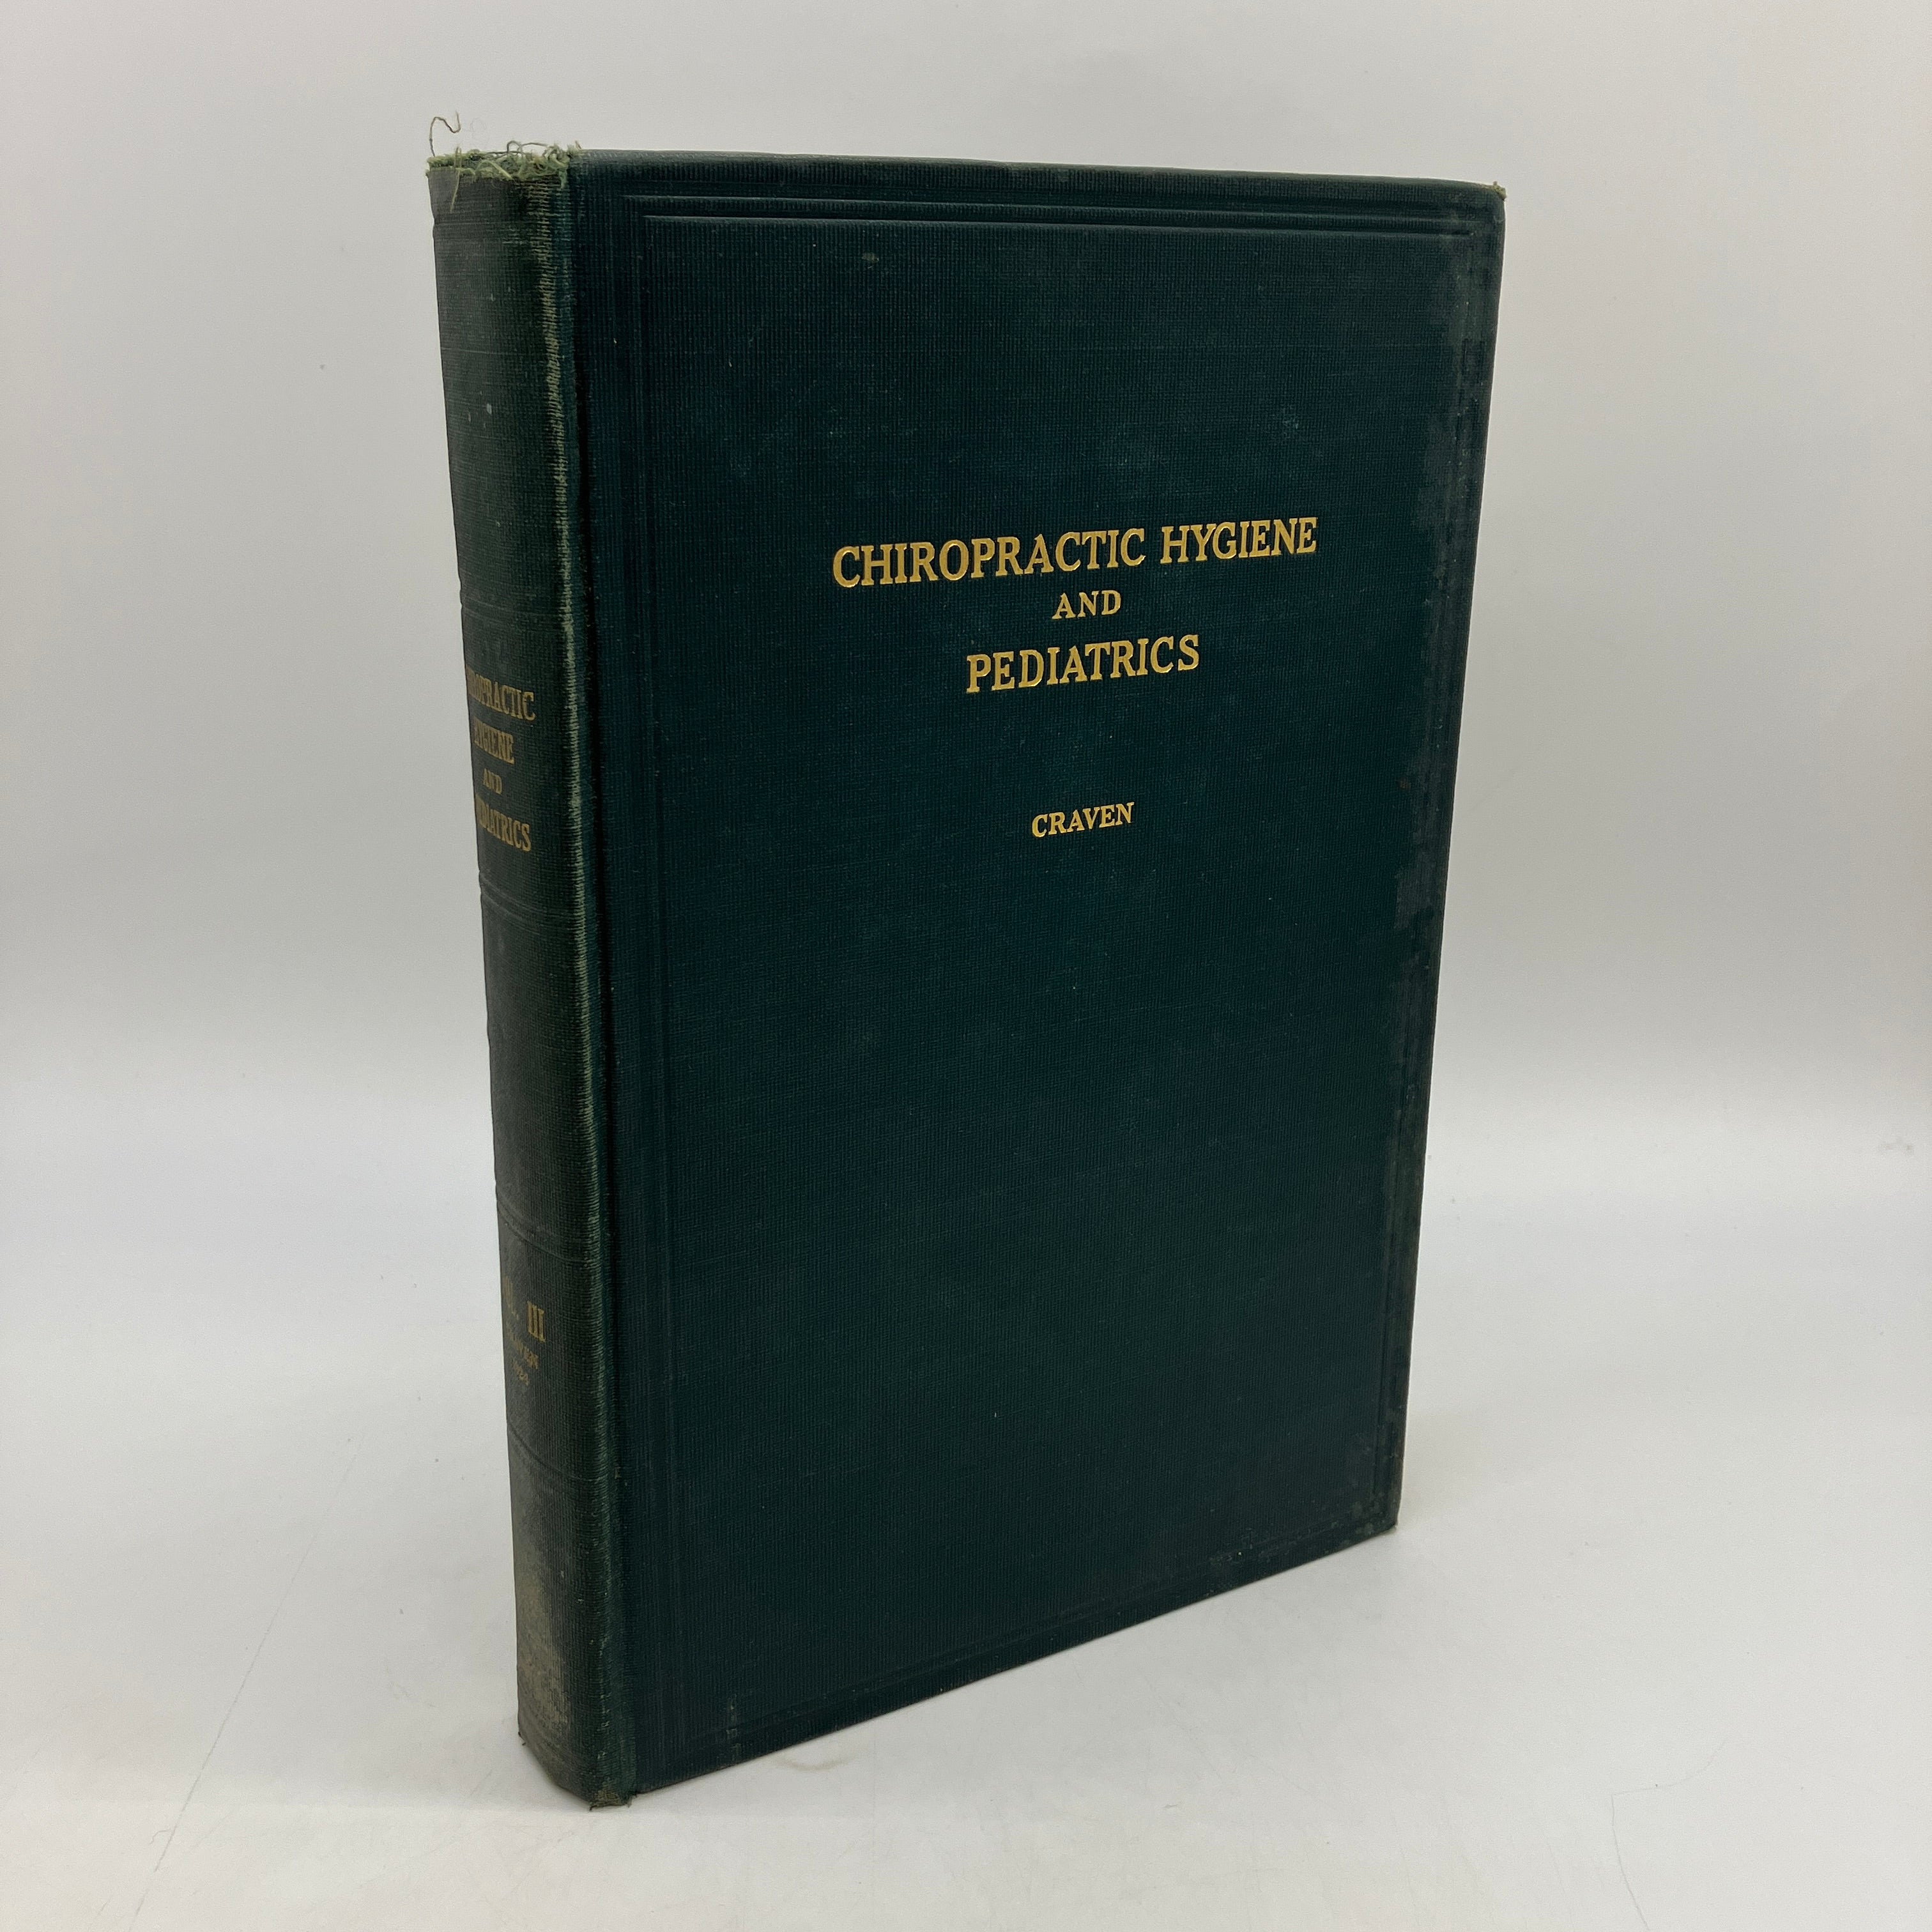 CHIROPRACTIC HYGIENE
AND
PEDIATRICS
CRAVEN
HYGIENE
AND
III